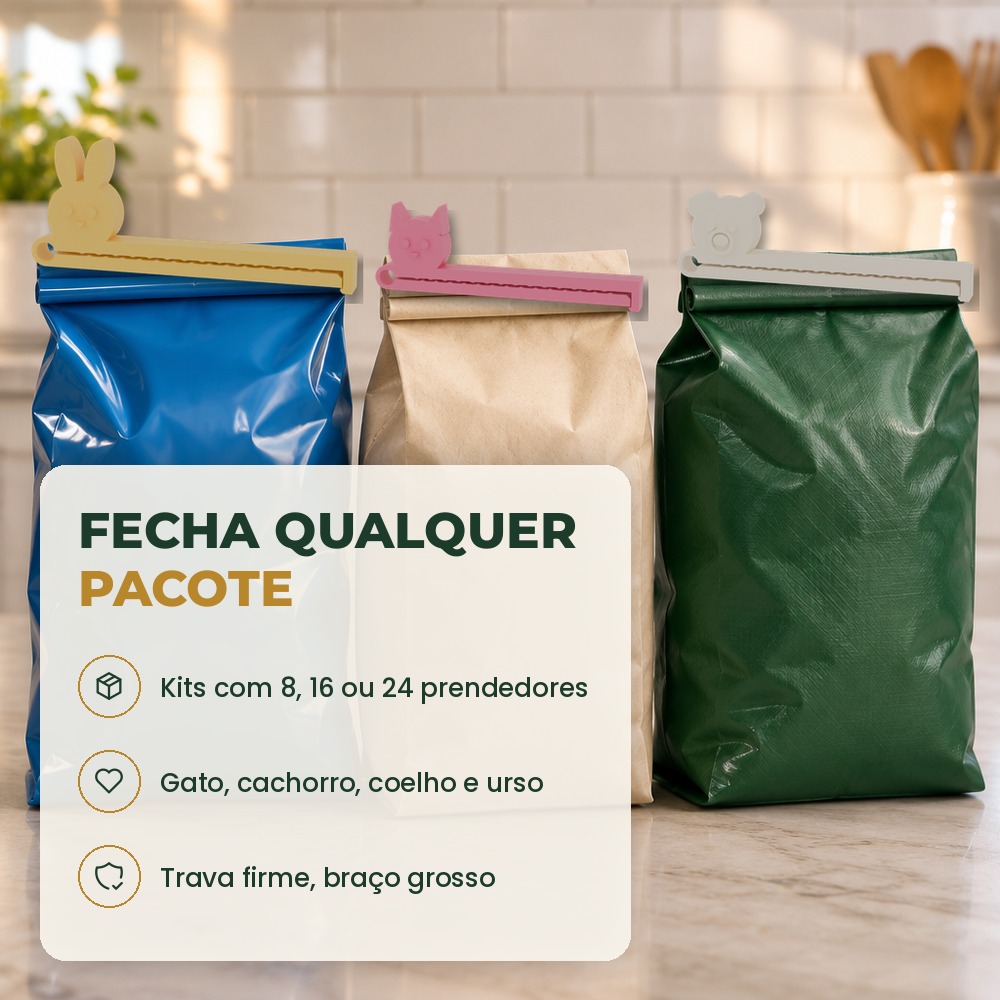 FECHA QUALQUER
PACOTE
Kits com 8, 16 ou 24 prendedores
Gato, cachorro, coelho e urso
Trava firme, braço grosso